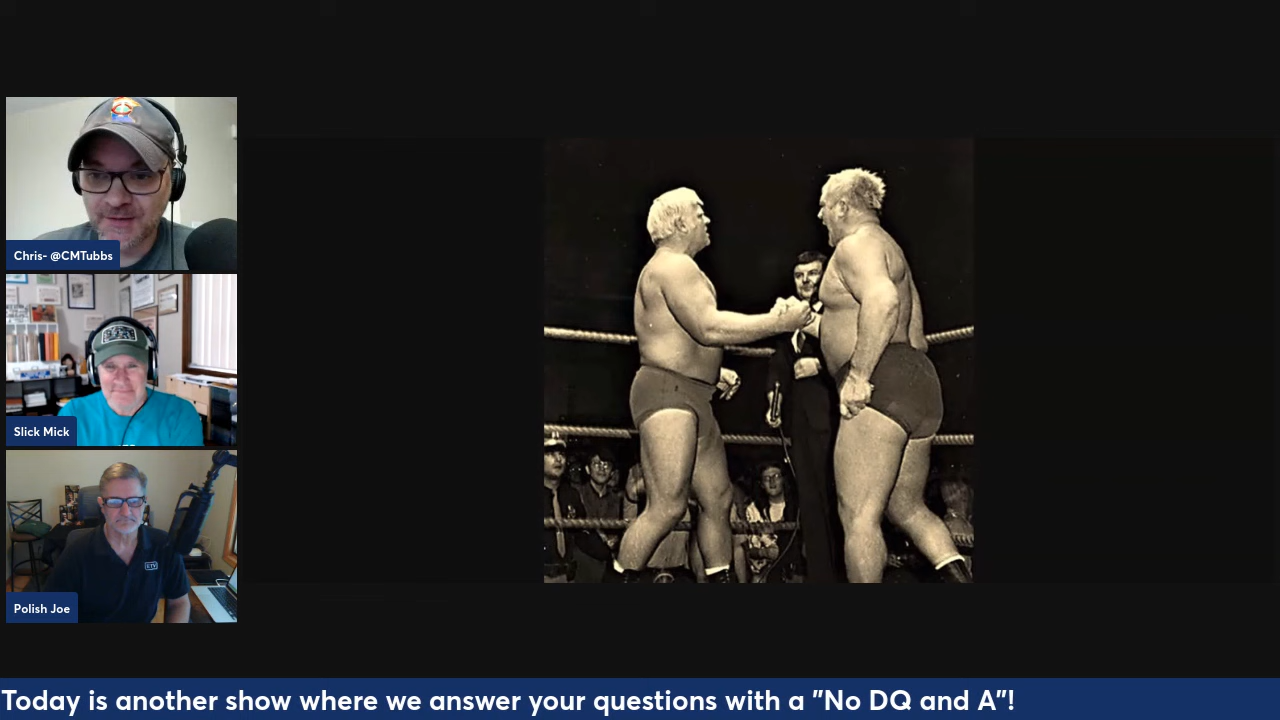 Chris- @CMTubbs
Slick Mick
Polish Joe
Today is another show where we answer your questions with a "No DQ and A"!